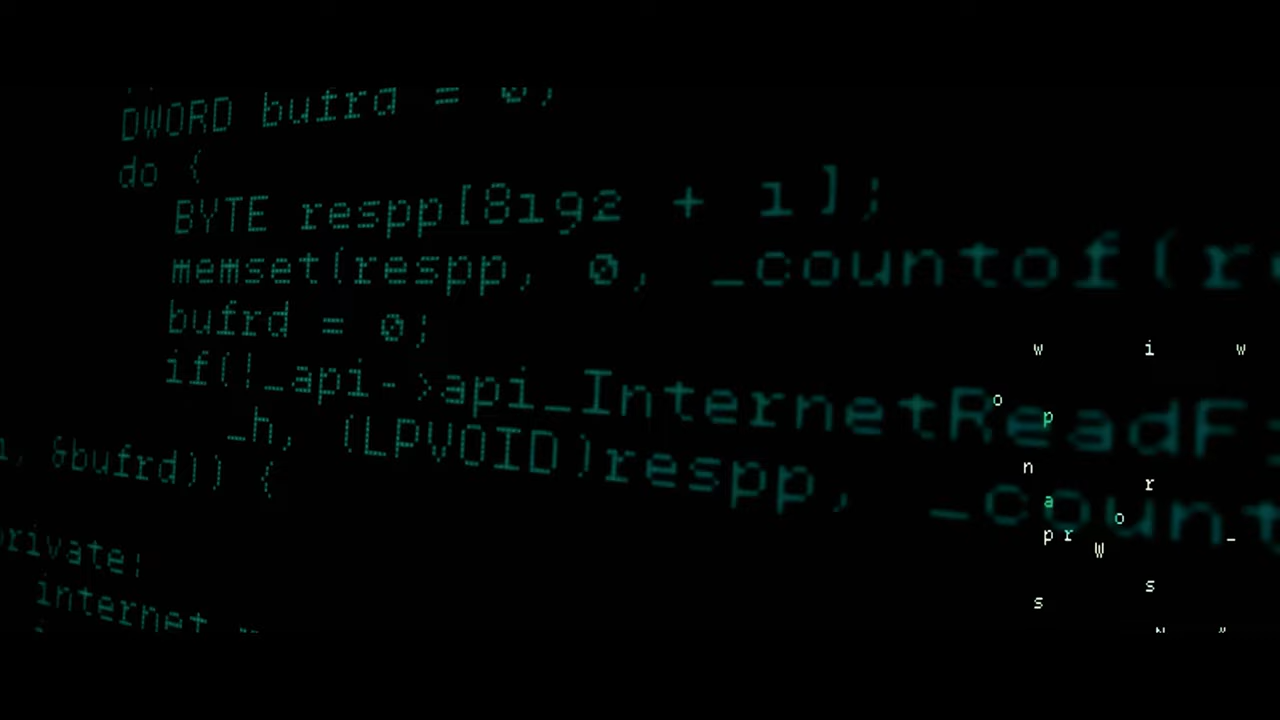 DWORD bufrd = 0;
do {
BYTE respp[8192 + 1];
memset(respp, 0, _countof(r
bufrd = 0;
if(!_api->api_InternetReadF
_h, (LPVOID)respp, _count
, &bufrd)) {
private:
internet
w i w
o p
n
a r
o
p r W _
s
s